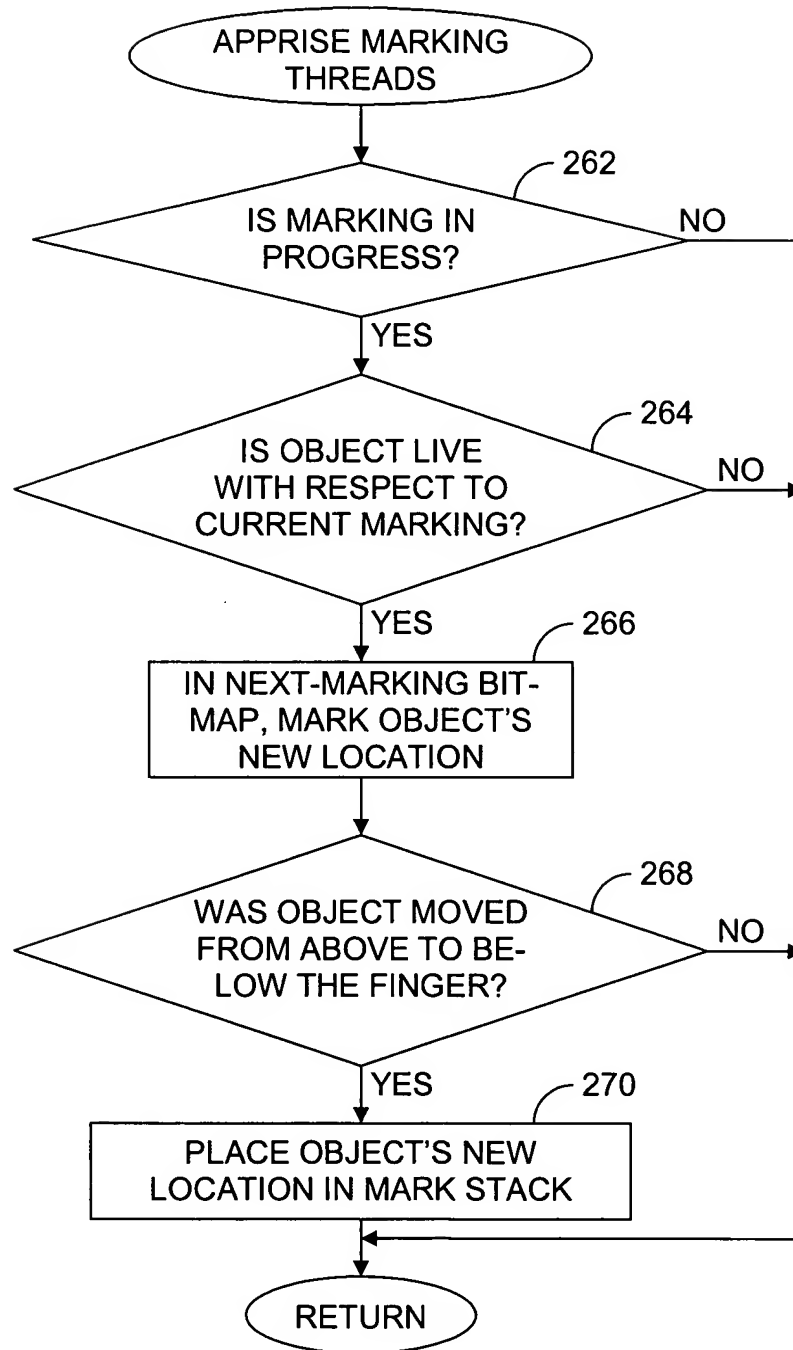 APPRISE MARKING
THREADS
262
IS MARKING IN
PROGRESS?
NO
YES
264
IS OBJECT LIVE
WITH RESPECT TO
CURRENT MARKING?
NO
YES
266
IN NEXT-MARKING BIT-
MAP, MARK OBJECT'S
NEW LOCATION
268
WAS OBJECT MOVED
FROM ABOVE TO BE-
LOW THE FINGER?
NO
YES
270
PLACE OBJECT'S NEW
LOCATION IN MARK STACK
RETURN